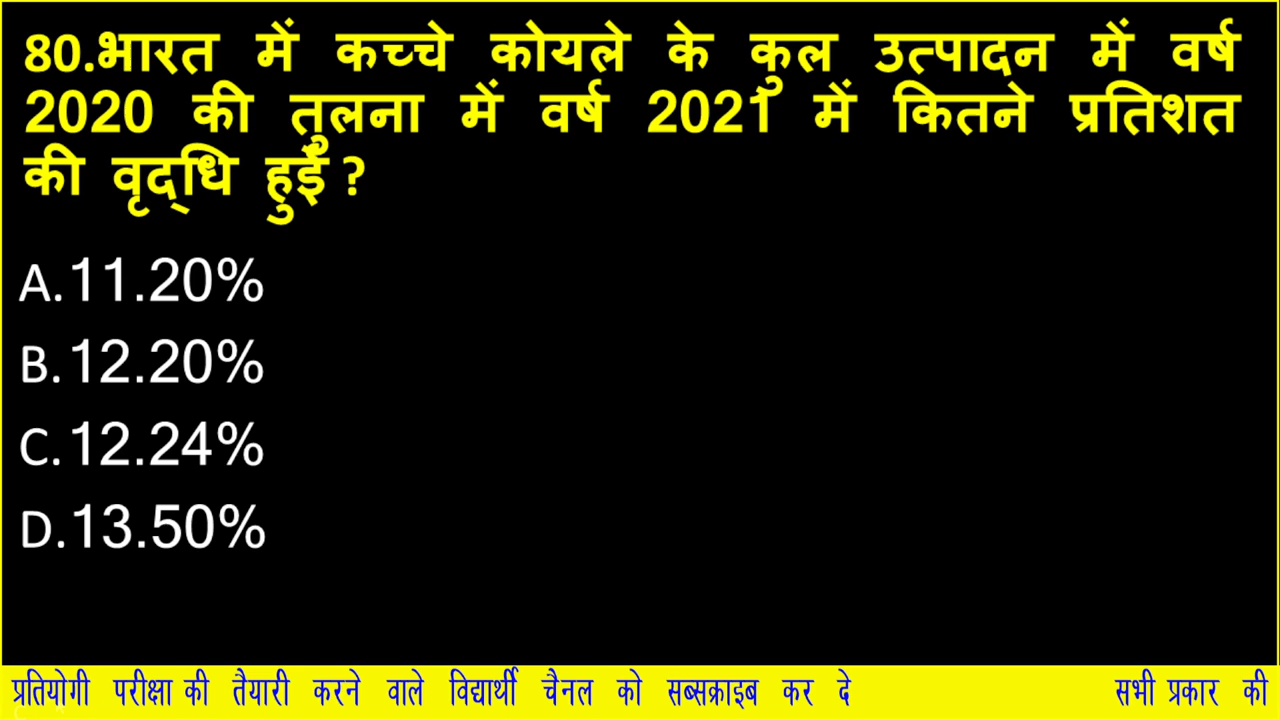 80.भारत में कच्चे कोयले के कुल उत्पादन में वर्ष
2020 की तुलना में वर्ष 2021 में कितने प्रतिशत
की वृद्धि हुई ?
A.11.20%
B.12.20%
C.12.24%
D.13.50%
प्रतियोगी परीक्षा की तैयारी करने वाले विद्यार्थी चैनल को सब्सक्राइब कर दे सभी प्रकार की